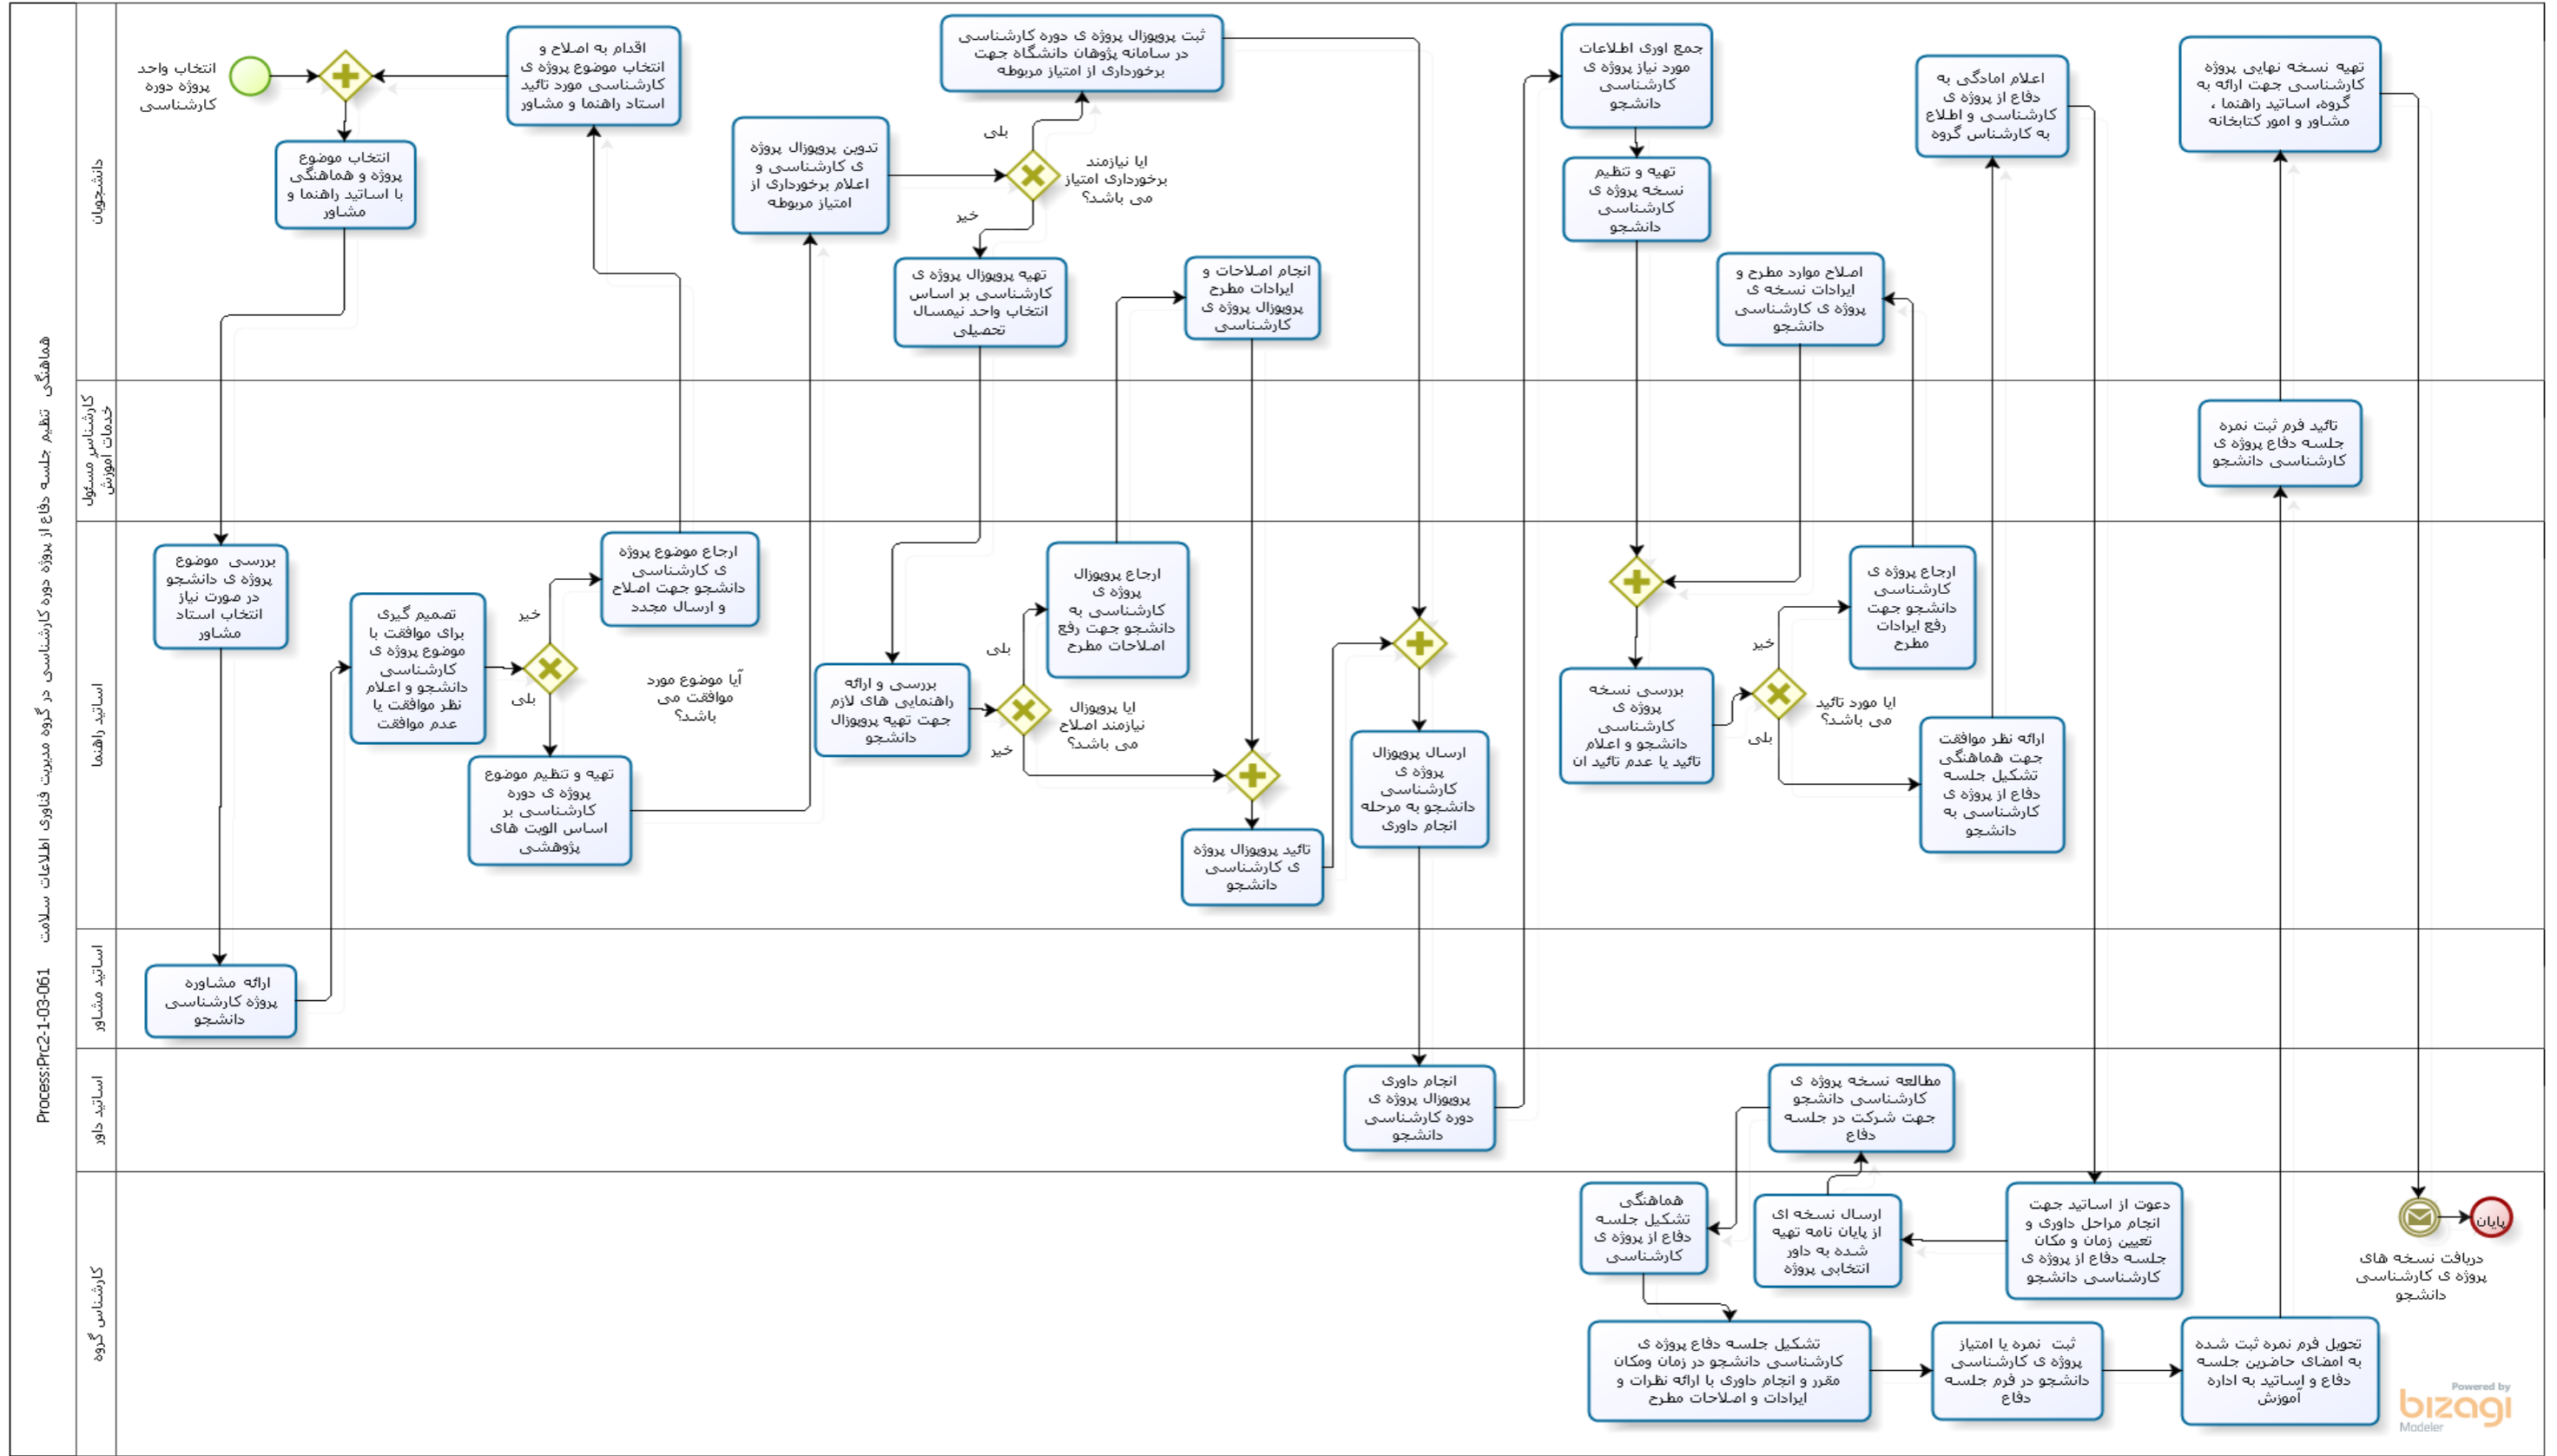 هماهنگی تنظیم جلسه دفاع از پروژه دوره کارشناسی در گروه مدیریت فناوری اطلاعات سلامت
Process:Prc2-1-03-061
دانشجویان
انتخاب واحد
پروژه دوره
کارشناسی
انتخاب موضوع
پروژه و هماهنگی
با اساتید راهنما و
مشاور
اقدام به اصلاح و
انتخاب موضوع پروژه ی
کارشناسی مورد تائید
استاد راهنما و مشاور
تدوین پروپوزال پروژه
ی کارشناسی و
اعلام برخورداری از
امتیاز مربوطه
ثبت پروپوزال پروژه ی دوره کارشناسی
در سامانه پژوهان دانشگاه جهت
برخورداری از امتیاز مربوطه
بلی
ایا نیازمند
برخورداری امتیاز
می باشد؟
خیر
تهیه پروپوزال پروژه ی
کارشناسی بر اساس
انتخاب واحد نیمسال
تحصیلی
انجام اصلاحات و
ایرادات مطرح
پروپوزال پروژه ی
کارشناسی
جمع اوری اطلاعات
مورد نیاز پروژه ی
کارشناسی
دانشجو
تهیه و تنظیم
نسخه پروژه ی
کارشناسی
دانشجو
اصلاح موارد مطرح و
ایرادات نسخه ی
پروژه ی کارشناسی
دانشجو
اعلام امادگی به
دفاع از پروژه ی
کارشناسی و اطلاع
به کارشناس گروه
تهیه نسخه نهایی پروژه
کارشناسی جهت ارائه به
گروه، اساتید راهنما ،
مشاور و امور کتابخانه
کارشناس مسئول
خدمات آموزش
تائید فرم ثبت نمره
جلسه دفاع پروژه ی
کارشناسی دانشجو
اساتید راهنما
بررسی موضوع
پروژه ی دانشجو
در صورت نیاز
انتخاب استاد
مشاور
تصمیم گیری
برای موافقت با
موضوع پروژه ی
کارشناسی
دانشجو و اعلام
نظر موافقت یا
عدم موافقت
خیر
بلی
ارجاع موضوع پروژه
ی کارشناسی
دانشجو جهت اصلاح
و ارسال مجدد
آیا موضوع مورد
موافقت می
باشد؟
تهیه و تنظیم موضوع
پروژه ی دوره
کارشناسی بر
اساس الویت های
پژوهشی
بررسی و ارائه
راهنمایی های لازم
جهت تهیه پروپوزال
دانشجو
بلی
خیر
ایا پروپوزال
نیازمند اصلاح
می باشد؟
ارجاع پروپوزال
پروژه ی
کارشناسی به
دانشجو جهت رفع
اصلاحات مطرح
تائید پروپوزال پروژه
ی کارشناسی
دانشجو
ارسال پروپوزال
پروژه ی
کارشناسی
دانشجو به مرحله
انجام داوری
بررسی نسخه
پروژه ی
کارشناسی
دانشجو و اعلام
تائید یا عدم تائید ان
خیر
بلی
ایا مورد تائید
می باشد؟
ارجاع پروژه ی
کارشناسی
دانشجو جهت
رفع ایرادات
مطرح
ارائه نظر موافقت
جهت هماهنگی
تشکیل جلسه
دفاع از پروژه ی
کارشناسی به
دانشجو
اساتید مشاور
ارائه مشاوره
پروژه کارشناسی
دانشجو
اساتید داور
انجام داوری
پروپوزال پروژه ی
دوره کارشناسی
دانشجو
مطالعه نسخه پروژه ی
کارشناسی دانشجو
جهت شرکت در جلسه
دفاع
کارشناس گروه
هماهنگی
تشکیل جلسه
دفاع از پروژه ی
کارشناسی
ارسال نسخه ای
از پایان نامه تهیه
شده به داور
انتخابی پروژه
دعوت از اساتید جهت
انجام مراحل داوری و
تعیین زمان و مکان
جلسه دفاع از پروژه ی
کارشناسی دانشجو
پایان
دریافت نسخه های
پروژه ی کارشناسی
دانشجو
تشکیل جلسه دفاع پروژه ی
کارشناسی دانشجو در زمان ومکان
مقرر و انجام داوری با ارائه نظرات و
ایرادات و اصلاحات مطرح
ثبت نمره یا امتیاز
پروژه ی کارشناسی
دانشجو در فرم جلسه
دفاع
تحویل فرم نمره ثبت شده
به امضای حاضرین جلسه
دفاع و اساتید به اداره
آموزش
Powered by
bizagi
Modeler